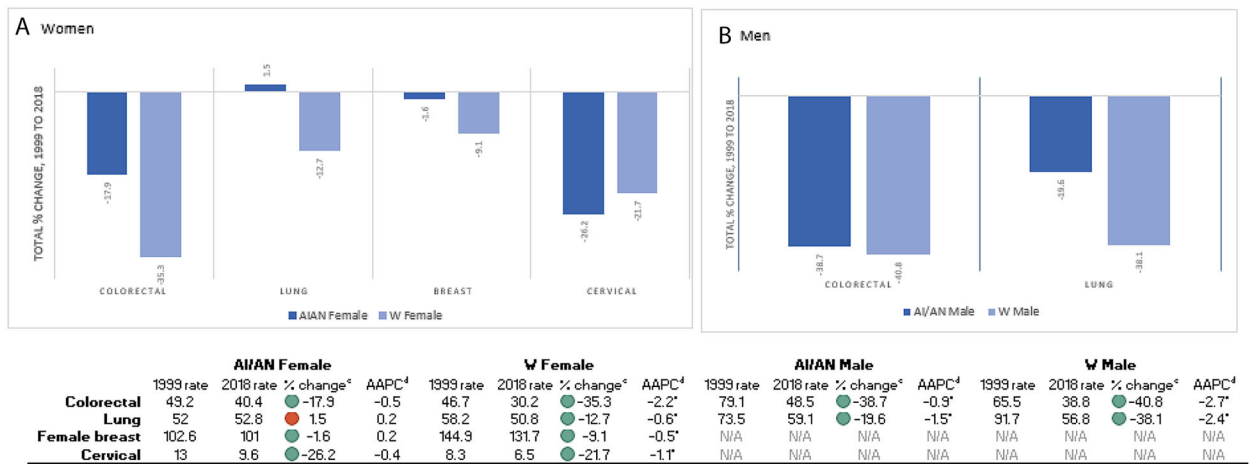 A Women
TOTAL % CHANGE, 1999 TO 2018
-17.9
-35.3
1.5
-12.7
-1.6
-9.1
-26.2
-21.7
COLORECTAL LUNG BREAST CERVICAL
AIAN Female W Female
B Men
TOTAL % CHANGE, 1999 TO 2018
-38.7
-40.8
-19.6
-38.1
COLORECTAL LUNG
AI/AN Male W Male
AI/AN Female W Female AI/AN Male W Male
1999 rate 2018 rate % changeᶜ AAPCᵈ 1999 rate 2018 rate % changeᶜ AAPCᵈ 1999 rate 2018 rate % changeᶜ AAPCᵈ 1999 rate 2018 rate % changeᶜ AAPCᵈ
Colorectal 49.2 40.4 -17.9 -0.5 46.7 30.2 -35.3 -2.2* 79.1 48.5 -38.7 -0.9* 65.5 38.8 -40.8 -2.7*
Lung 52 52.8 1.5 0.2 58.2 50.8 -12.7 -0.6* 73.5 59.1 -19.6 -1.5* 91.7 56.8 -38.1 -2.4*
Female breast 102.6 101 -1.6 0.2 144.9 131.7 -9.1 -0.5* N/A N/A N/A N/A N/A N/A N/A N/A
Cervical 13 9.6 -26.2 -0.4 8.3 6.5 -21.7 -1.1* N/A N/A N/A N/A N/A N/A N/A N/A